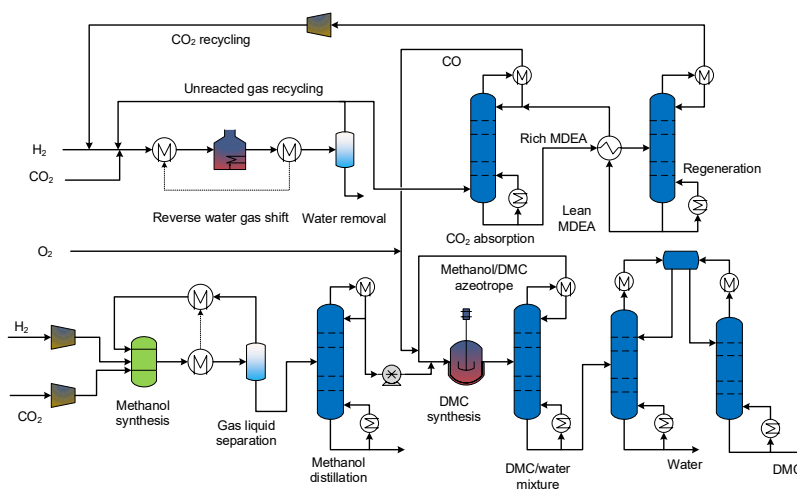 CO2 recycling
CO
Unreacted gas recycling
H2
Rich MDEA
Regeneration
CO2
Reverse water gas shift
Water removal
Lean
MDEA
CO2 absorption
O2
Methanol/DMC
azeotrope
H2
CO2
Methanol
synthesis
Gas liquid
separation
DMC
synthesis
Methanol
distillation
DMC/water
mixture
Water
DMC